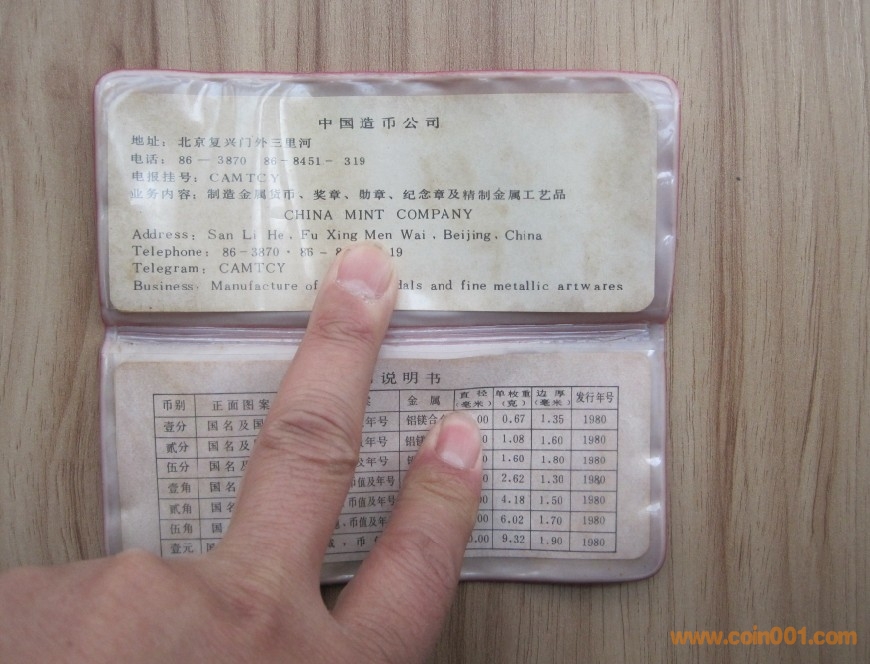 中国造币公司
地址：北京复兴门外三里河
电话：86 — 3870 86-8451- 319
电报挂号：CAMTCY
业务内容：制造金属货币、奖章、勋章、纪念章及精制金属工艺品
CHINA MINT COMPANY
Address: San Li He, Fu Xing Men Wai, Beijing, China
Telephone: 86-3870· 86- 19
Telegram: CAMTCY
Business: Manufacture of and fine metallic artwares
说明书
币别 正面图案 金属 直径（毫米） 单枚重（克） 边厚（毫米） 发行年号
壹分 国名及国 年号 铝镁合 0.67 1.35 1980
贰分 国名及 年号 1.08 1.60 1980
伍分 国名及 及年号 1.60 1.80 1980
壹角 国名 币值及年号 2.62 1.30 1980
贰角 国名 币值及年号 4.18 1.50 1980
伍角 国 币值及年 6.02 1.70 1980
壹元 国 币 9.32 1.90 1980
www.coin001.com